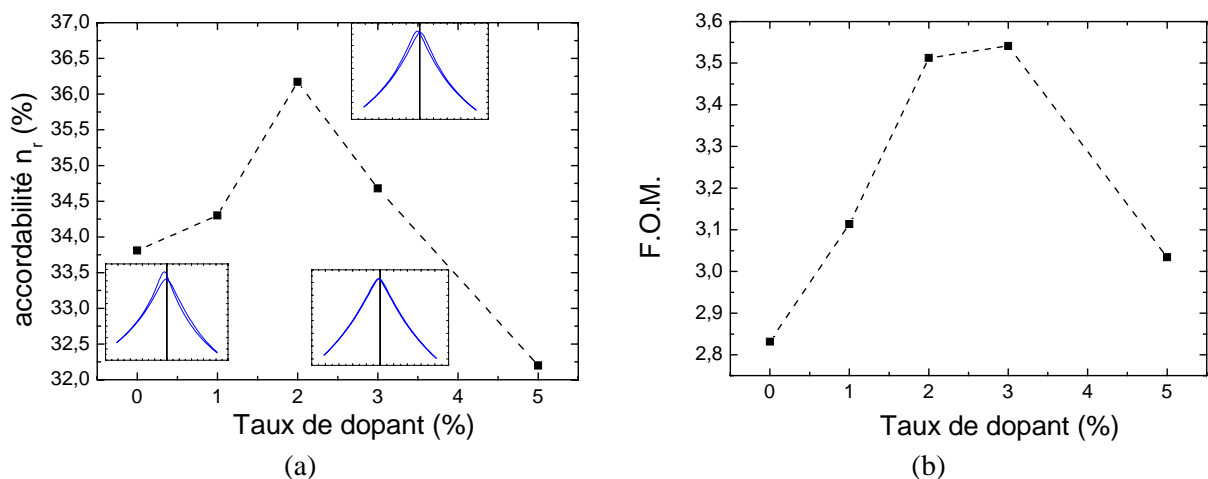 37,0
36,5
36,0
35,5
35,0
34,5
34,0
33,5
33,0
32,5
32,0
accordabilité n_r (%)
0 1 2 3 4 5
Taux de dopant (%)
(a)
3,6
3,5
3,4
3,3
3,2
3,1
3,0
2,9
2,8
F.O.M.
0 1 2 3 4 5
Taux de dopant (%)
(b)